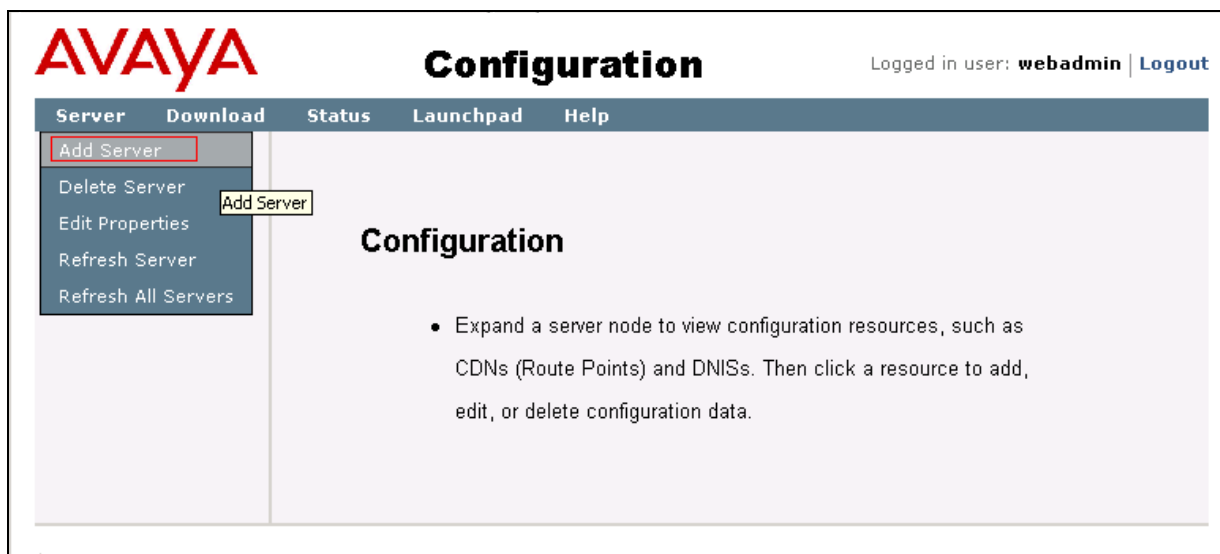 AVAYA
Configuration
Logged in user: webadmin | Logout
Server Download Status Launchpad Help
Add Server
Delete Server
Add Server
Edit Properties
Refresh Server
Refresh All Servers
Configuration
• Expand a server node to view configuration resources, such as
CDNs (Route Points) and DNISs. Then click a resource to add,
edit, or delete configuration data.